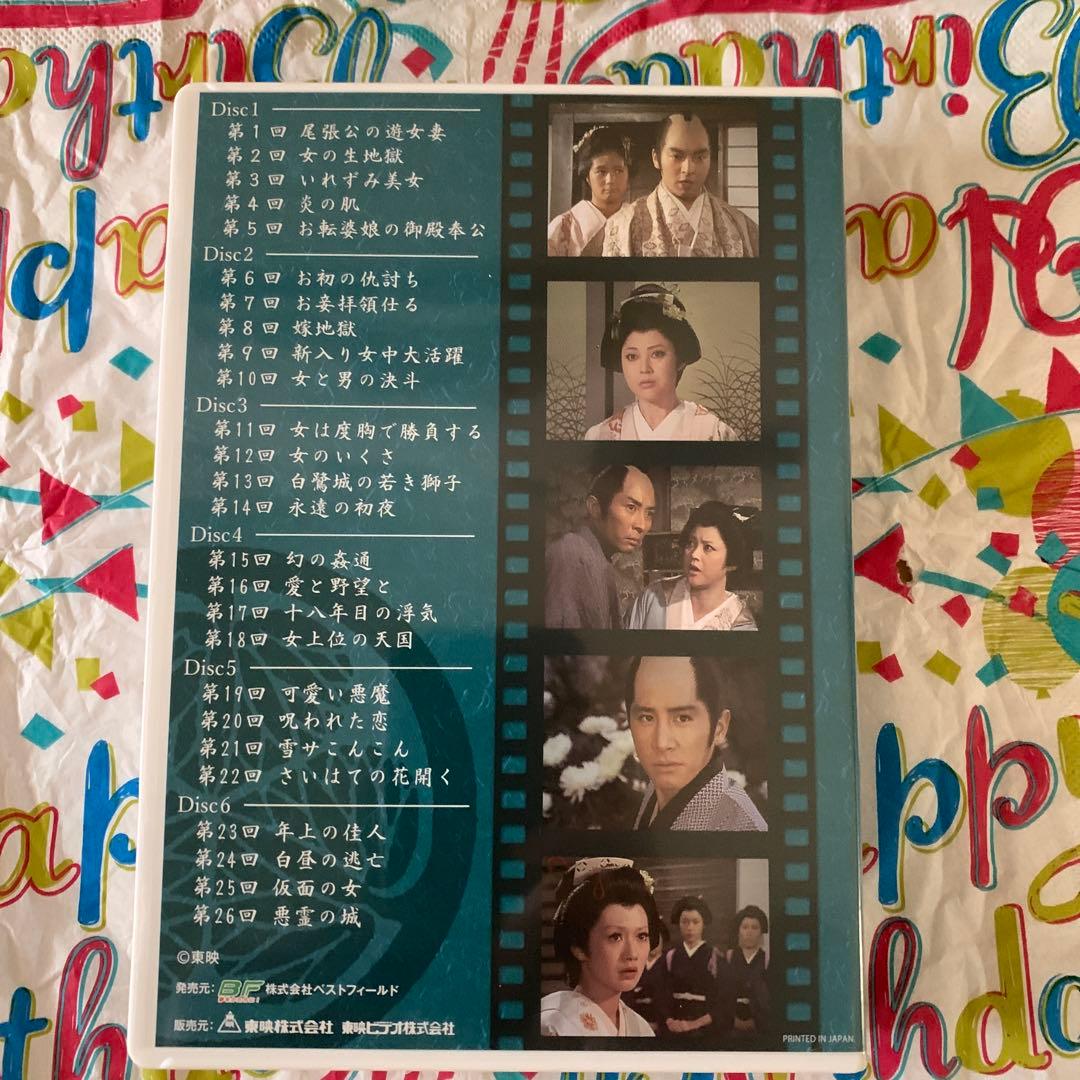 Disc1
第1回 尾張公の遊女妻
第2回 女の生地獄
第3回 いれずみ美女
第4回 炎の肌
第5回 お転婆娘の御殿奉公
Disc2
第6回 お初の仇討ち
第7回 お妾拝領仕る
第8回 嫁地獄
第9回 新入り女中大活躍
第10回 女と男の決斗
Disc3
第11回 女は度胸で勝負する
第12回 女のいくさ
第13回 白鷺城の若き獅子
第14回 永遠の初夜
Disc4
第15回 幻の姦通
第16回 愛と野望と
第17回 十八年目の浮気
第18回 女上位の天国
Disc5
第19回 可愛い悪魔
第20回 呪われた恋
第21回 雪サこんこん
第22回 さいはての花開く
Disc6
第23回 年上の佳人
第24回 白昼の逃亡
第25回 仮面の女
第26回 悪霊の城
©東映
発売元: BF 株式会社ベストフィールド
販売元: 東映株式会社 東映ビデオ株式会社
PRINTED IN JAPAN